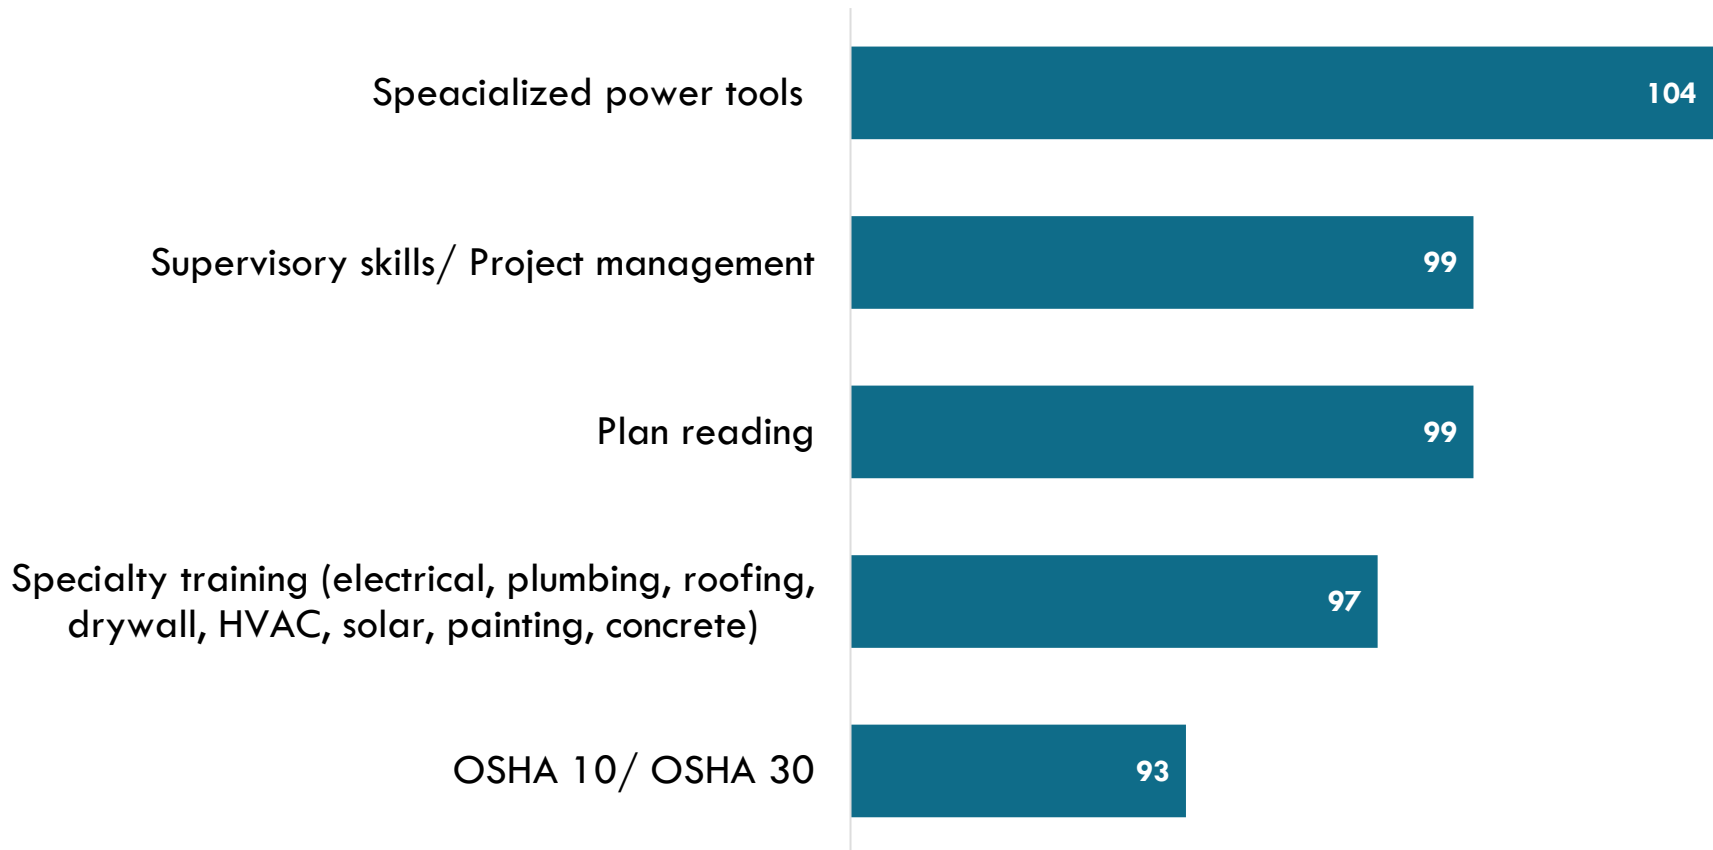 Speacialized power tools
104
Supervisory skills/ Project management
99
Plan reading
99
Specialty training (electrical, plumbing, roofing,
drywall, HVAC, solar, painting, concrete)
97
OSHA 10/ OSHA 30
93